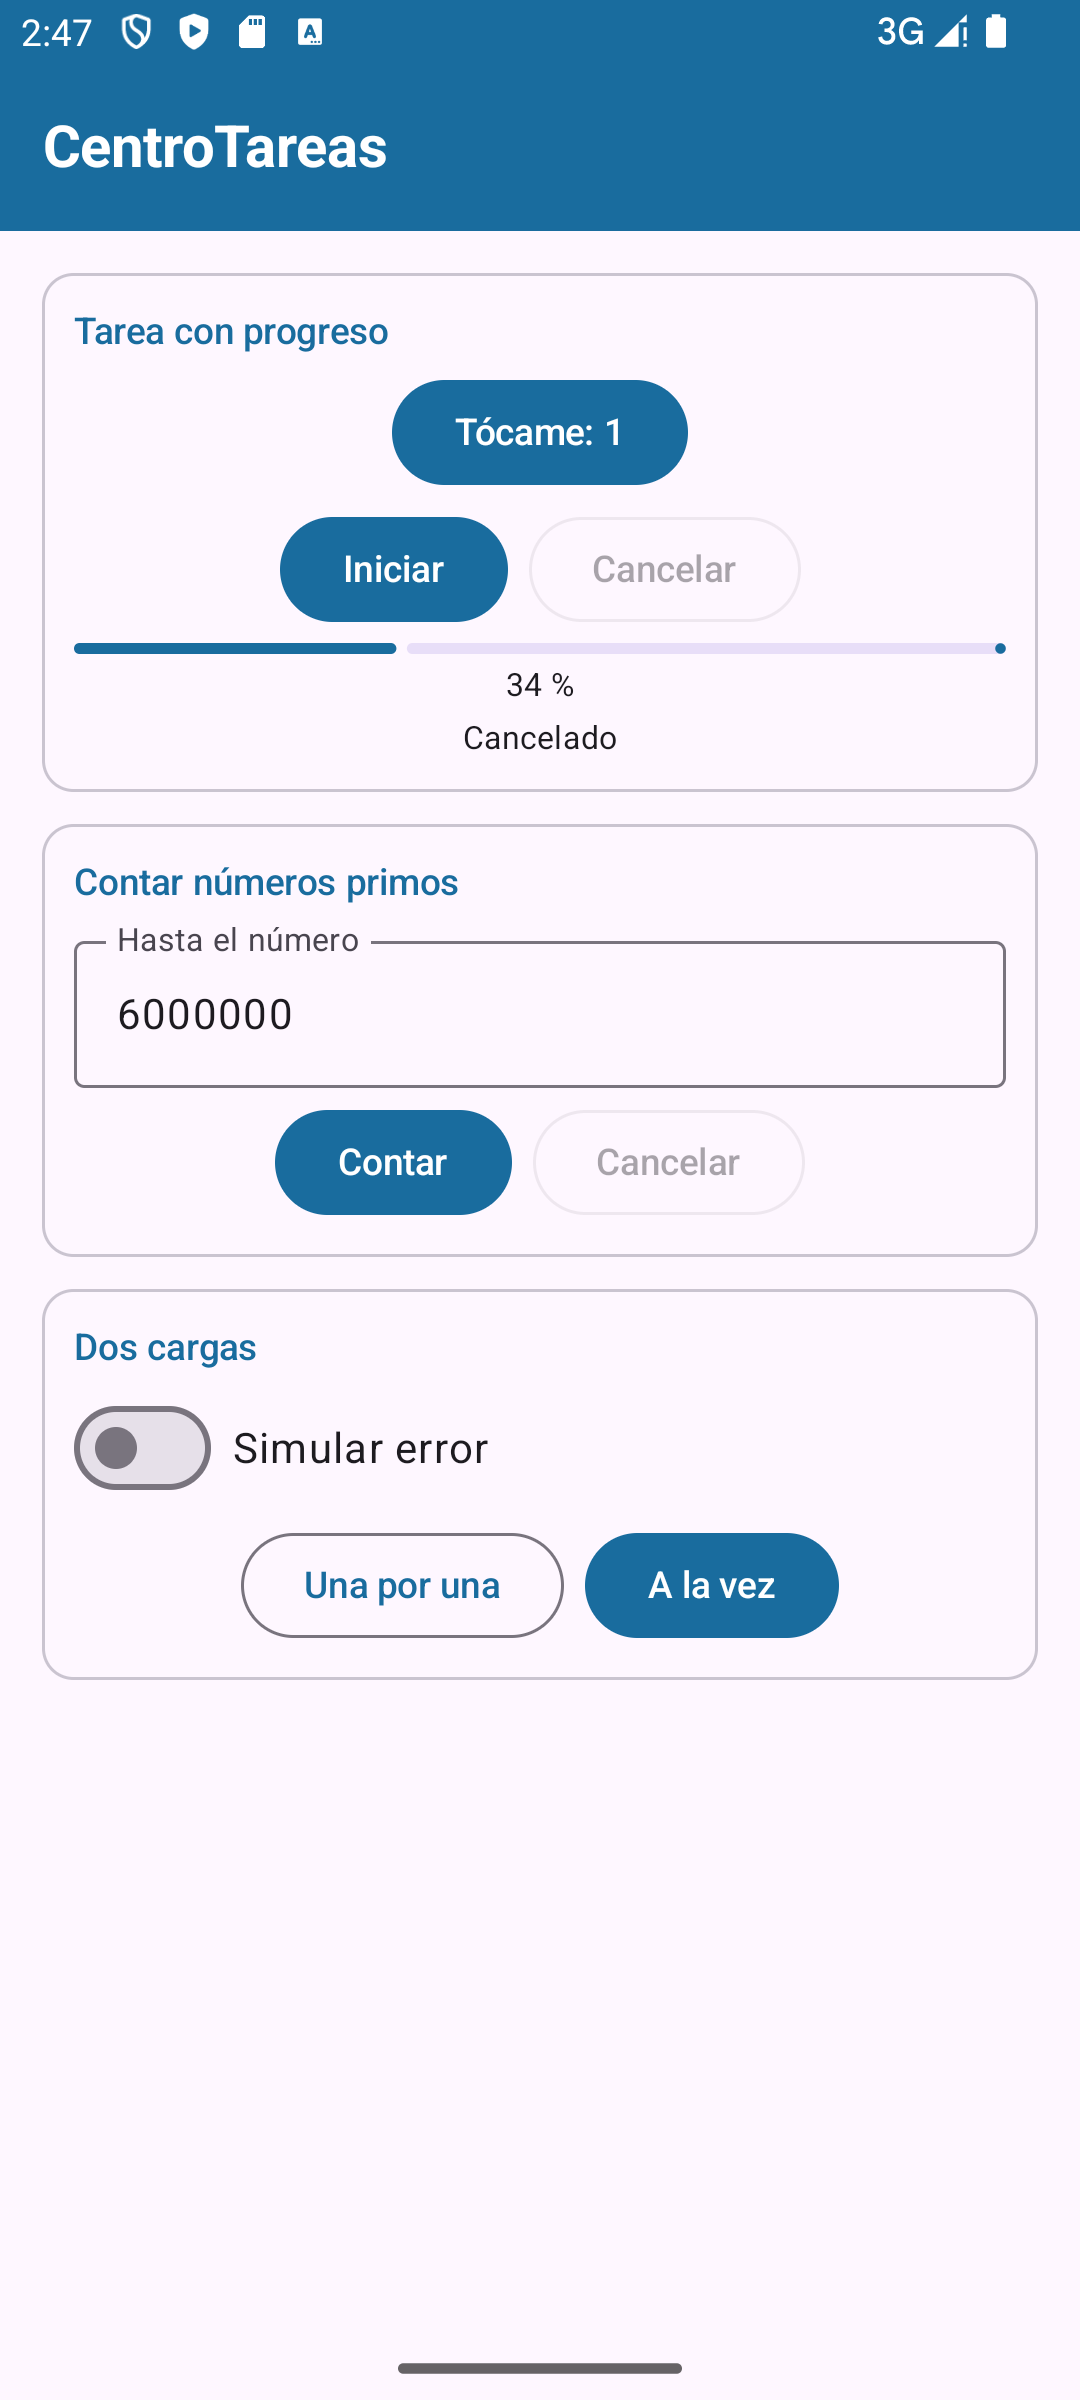 2:47 3G
CentroTareas
Tarea con progreso
Tócame: 1
Iniciar Cancelar
34 %
Cancelado
Contar números primos
Hasta el número
6000000
Contar Cancelar
Dos cargas
Simular error
Una por una A la vez